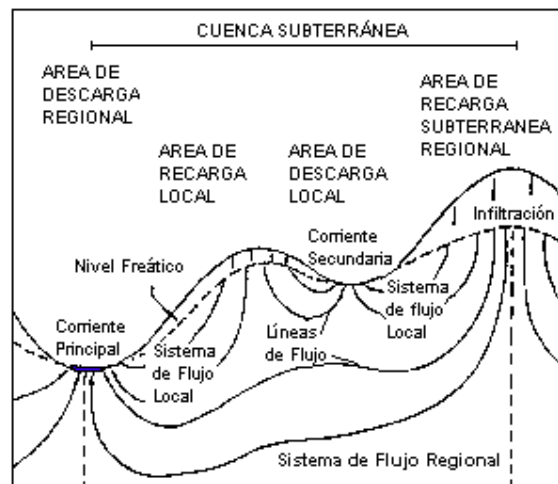 CUENCA SUBTERRÁNEA
AREA DE
DESCARGA
REGIONAL
AREA DE
RECARGA
LOCAL
AREA DE
DESCARGA
LOCAL
AREA DE
RECARGA
SUBTERRANEA
REGIONAL
Infiltración
Corriente
Secundaria
Nivel Freático
Corriente
Principal
Sistema
de Flujo
Local
Líneas
de Flujo
Sistema
de flujo
Local
Sistema de Flujo Regional